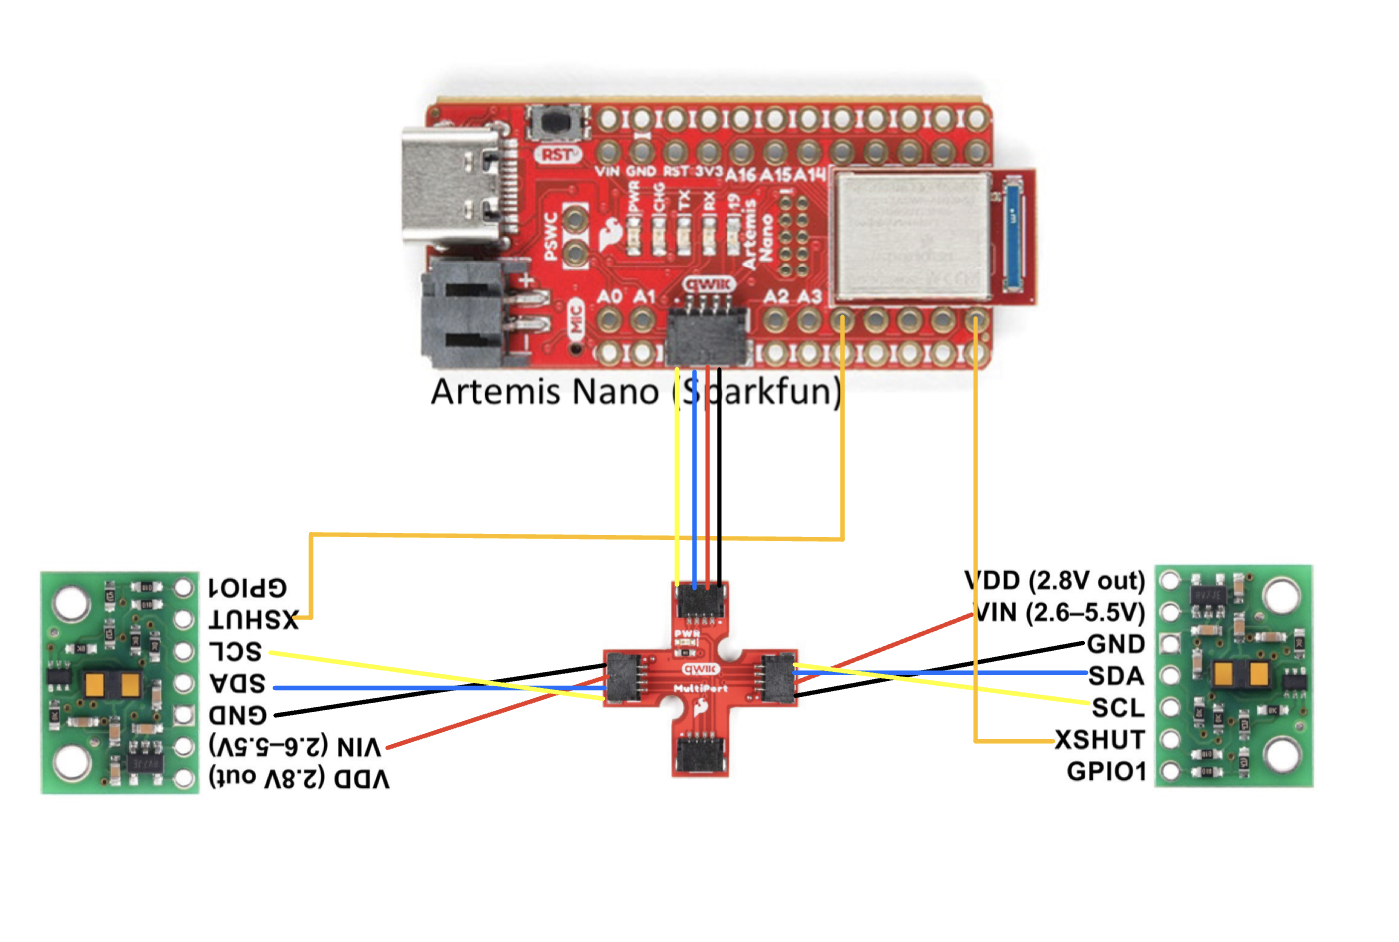 RST
VIN GND RST 3V3 A16 A15 A14
PWR
CHG
TX
RX
19
PSWC
Artemis
Nano
qwiic
A0 A1 A2 A3
MIC
+
-
Artemis Nano (Sparkfun)
GPIO1
XSHUT
SCL
SDA
GND
VIN (2.6–5.5V)
VDD (2.8V out)
PWR
qwiic
MultiPort
VDD (2.8V out)
VIN (2.6–5.5V)
GND
SDA
SCL
XSHUT
GPIO1